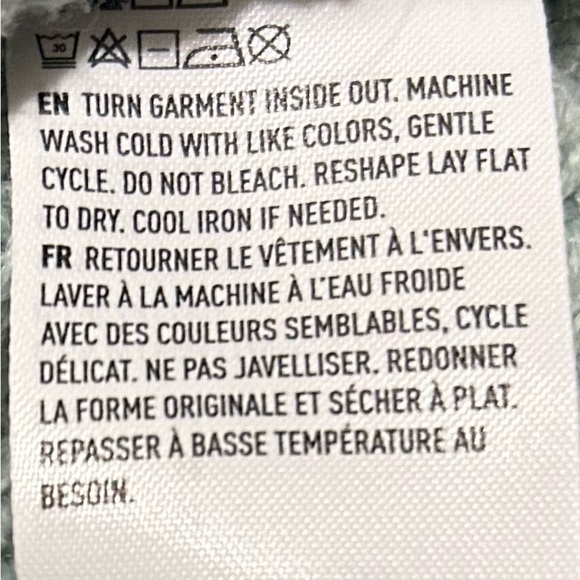 30
EN TURN GARMENT INSIDE OUT. MACHINE
WASH COLD WITH LIKE COLORS, GENTLE
CYCLE. DO NOT BLEACH. RESHAPE LAY FLAT
TO DRY. COOL IRON IF NEEDED.
FR RETOURNER LE VÊTEMENT À L'ENVERS.
LAVER À LA MACHINE À L'EAU FROIDE
AVEC DES COULEURS SEMBLABLES, CYCLE
DÉLICAT. NE PAS JAVELLISER. REDONNER
LA FORME ORIGINALE ET SÉCHER À PLAT.
REPASSER À BASSE TEMPÉRATURE AU
BESOIN.